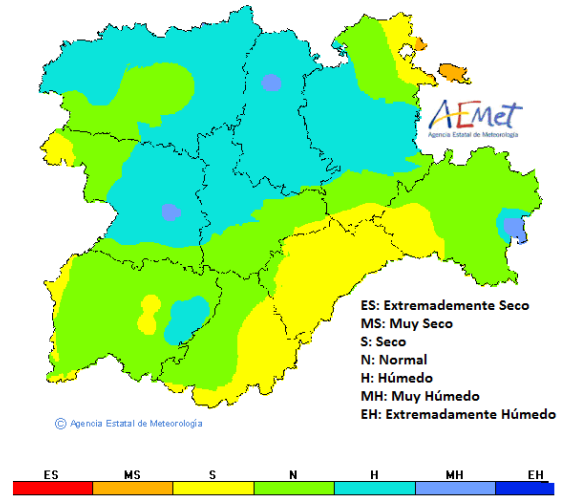 AEmet
Agencia Estatal de Meteorología
ES: Extremademente Seco
MS: Muy Seco
S: Seco
N: Normal
H: Húmedo
MH: Muy Húmedo
EH: Extremadamente Húmedo
© Agencia Estatal de Meteorología
ES MS S N H MH EH